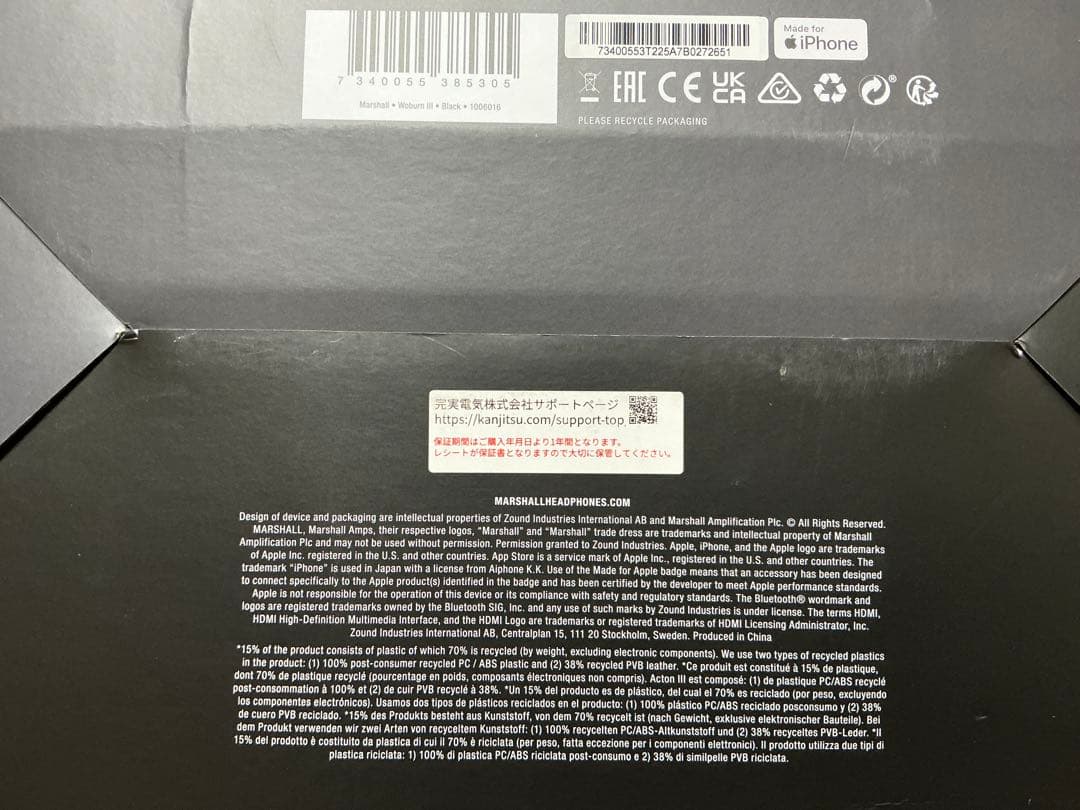 7 340055 385305
Marshall • Woburn III • Black • 1006016
73400553T225A7B0272651
Made for
iPhone
EAC CE UK CA
PLEASE RECYCLE PACKAGING
完実電気株式会社サポートページ
https://kanjitsu.com/support-top
保証期間はご購入年月日より1年間となります。
レシートが保証書となりますので大切に保管してください。
MARSHALLHEADPHONES.COM
Design of device and packaging are intellectual properties of Zound Industries International AB and Marshall Amplification Plc. © All Rights Reserved.
MARSHALL, Marshall Amps, their respective logos, “Marshall” and “Marshall” trade dress are trademarks and intellectual property of Marshall
Amplification Plc and may not be used without permission. Permission granted to Zound Industries. Apple, iPhone, and the Apple logo are trademarks
of Apple Inc. registered in the U.S. and other countries. App Store is a service mark of Apple Inc., registered in the U.S. and other countries. The
trademark “iPhone” is used in Japan with a license from Aiphone K.K. Use of the Made for Apple badge means that an accessory has been designed
to connect specifically to the Apple product(s) identified in the badge and has been certified by the developer to meet Apple performance standards.
Apple is not responsible for the operation of this device or its compliance with safety and regulatory standards. The Bluetooth® wordmark and
logos are registered trademarks owned by the Bluetooth SIG, Inc. and any use of such marks by Zound Industries is under license. The terms HDMI,
HDMI High-Definition Multimedia Interface, and the HDMI Logo are trademarks or registered trademarks of HDMI Licensing Administrator, Inc.
Zound Industries International AB, Centralplan 15, 111 20 Stockholm, Sweden. Produced in China
*15% of the product consists of plastic of which 70% is recycled (by weight, excluding electronic components). We use two types of recycled plastics
in the product: (1) 100% post-consumer recycled PC / ABS plastic and (2) 38% recycled PVB leather. *Ce produit est constitué à 15% de plastique,
dont 70% de plastique recyclé (pourcentage en poids, composants électroniques non compris). Acton III est composé: (1) de plastique PC/ABS recyclé
post-consommation à 100% et (2) de cuir PVB recyclé à 38%. *Un 15% del producto es de plástico, del cual el 70% es reciclado (por peso, excluyendo
los componentes electrónicos). Usamos dos tipos de plásticos reciclados en el producto: (1) 100% plástico PC/ABS reciclado posconsumo y (2) 38%
de cuero PVB reciclado. *15% des Produkts besteht aus Kunststoff, von dem 70% recycelt ist (nach Gewicht, exklusive elektronischer Bauteile). Bei
dem Produkt verwenden wir zwei Arten von recyceltem Kunststoff: (1) 100% recycelten PC/ABS-Altkunststoff und (2) 38% recyceltes PVB-Leder. *Il
15% del prodotto è costituito da plastica di cui il 70% è riciclata (per peso, fatta eccezione per i componenti elettronici). Il prodotto utilizza due tipi di
plastica riciclata: 1) 100% di plastica PC/ABS riciclata post-consumo e 2) 38% di similpelle PVB riciclata.